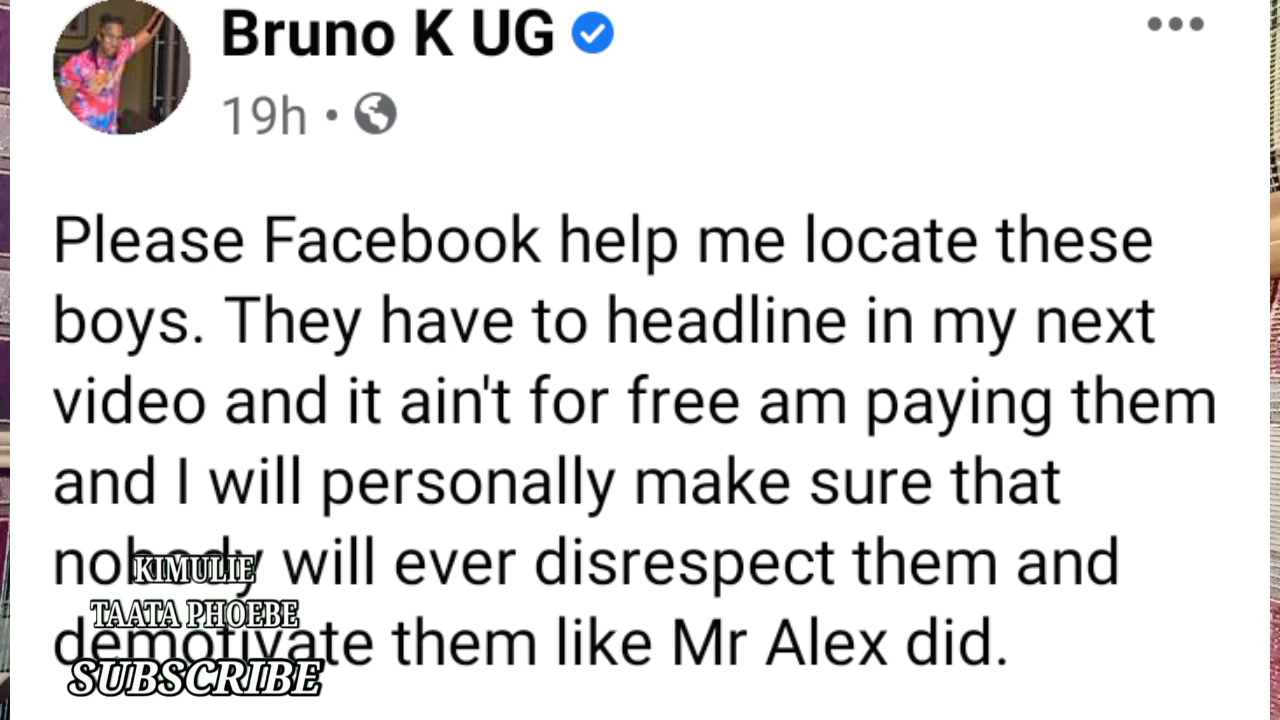 Bruno K UG
19h •
Please Facebook help me locate these
boys. They have to headline in my next
video and it ain't for free am paying them
and I will personally make sure that
nobody will ever disrespect them and
demotivate them like Mr Alex did.
KIMULIE
TAATA PHOEBE
SUBSCRIBE